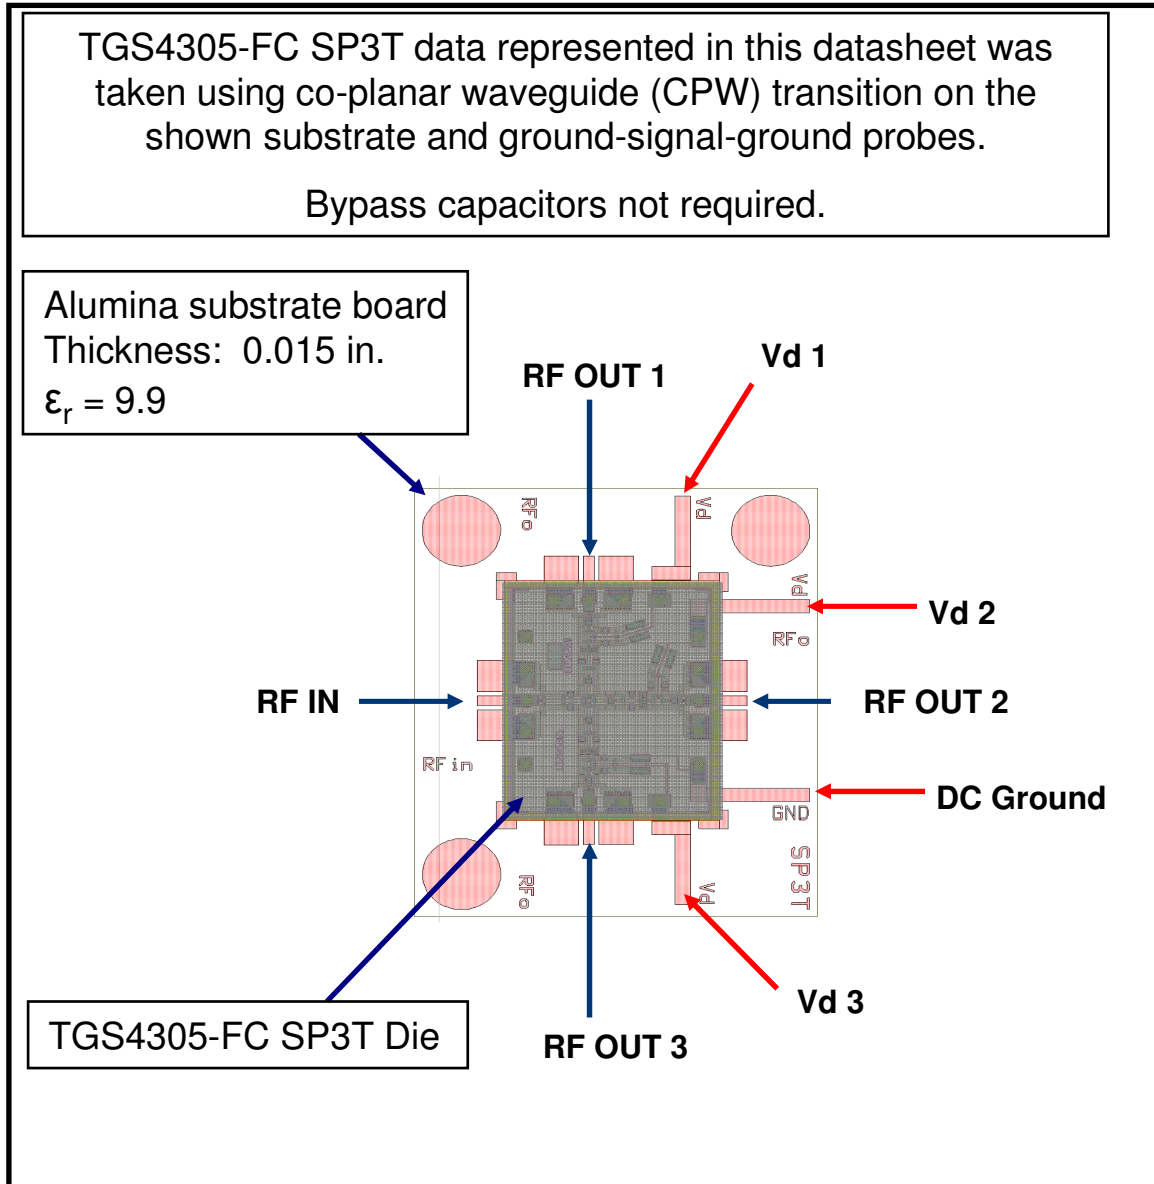 TGS4305-FC SP3T data represented in this datasheet was
taken using co-planar waveguide (CPW) transition on the
shown substrate and ground-signal-ground probes.
Bypass capacitors not required.
Alumina substrate board
Thickness: 0.015 in.
εr = 9.9
RF OUT 1
Vd 1
RFo
Vd
Vd
Vd 2
RFo
RF IN
RF OUT 2
RFin
DC Ground
GND
SP3T
RFo
Vd
Vd 3
TGS4305-FC SP3T Die
RF OUT 3